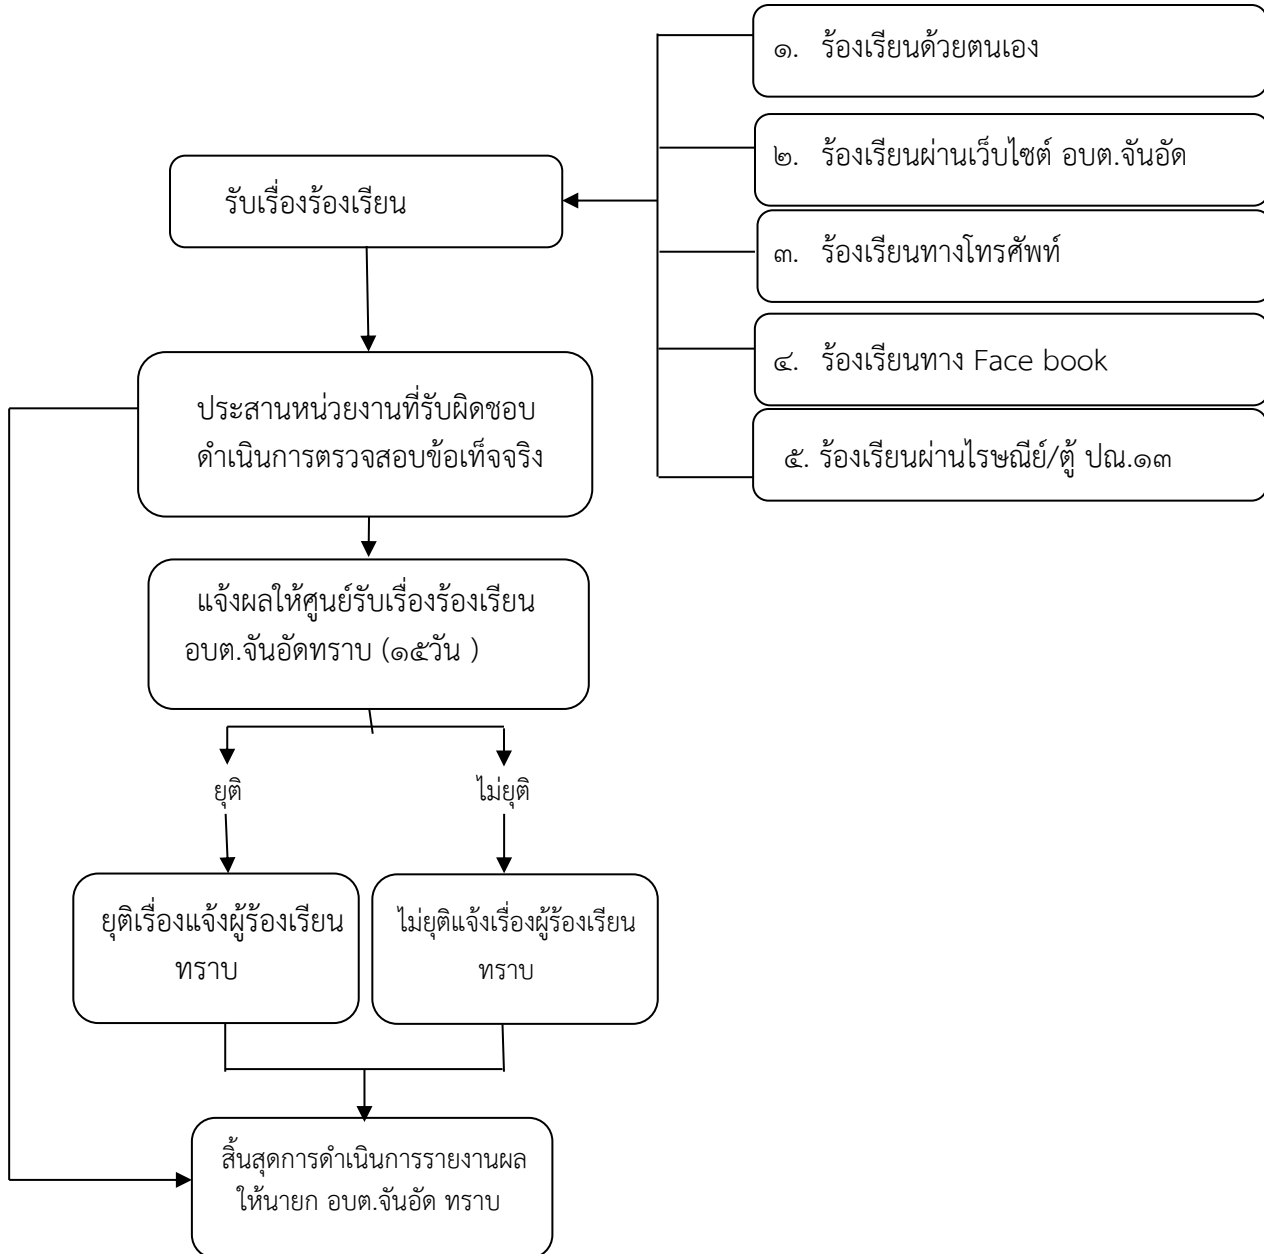 ๑. ร้องเรียนด้วยตนเอง
๒. ร้องเรียนผ่านเว็บไซต์ อบต.จันอัด
รับเรื่องร้องเรียน
๓. ร้องเรียนทางโทรศัพท์
๔. ร้องเรียนทาง Face book
๕. ร้องเรียนผ่านไรษณีย์/ตู้ ปณ.๑๓
ประสานหน่วยงานที่รับผิดชอบ
ดำเนินการตรวจสอบข้อเท็จจริง
แจ้งผลให้ศูนย์รับเรื่องร้องเรียน
อบต.จันอัดทราบ (๑๕วัน )
ยุติ
ไม่ยุติ
ยุติเรื่องแจ้งผู้ร้องเรียน
ทราบ
ไม่ยุติแจ้งเรื่องผู้ร้องเรียน
ทราบ
สิ้นสุดการดำเนินการรายงานผล
ให้นายก อบต.จันอัด ทราบ